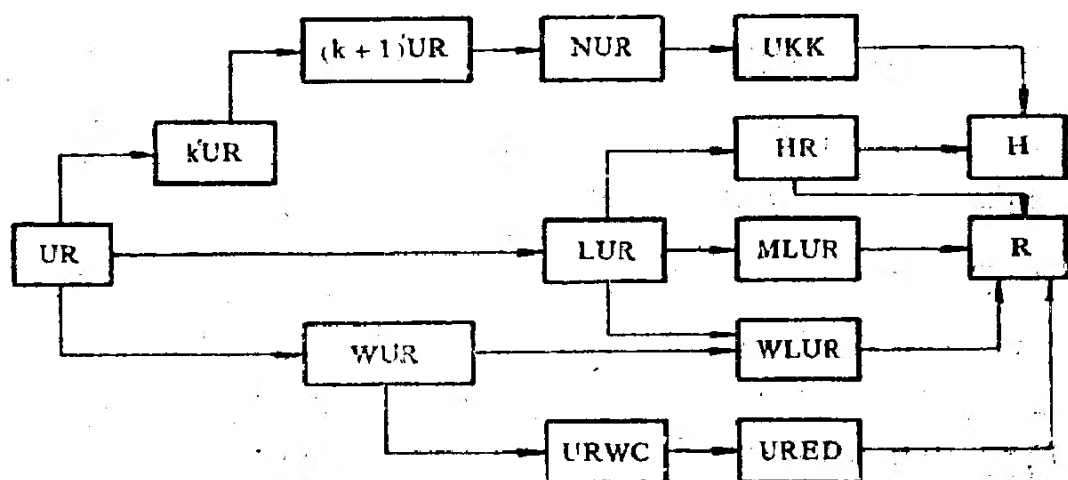 (k + 1)UR
NUR
UKK
kUR
HR
H
UR
LUR
MLUR
R
WUR
WLUR
URWC
URED